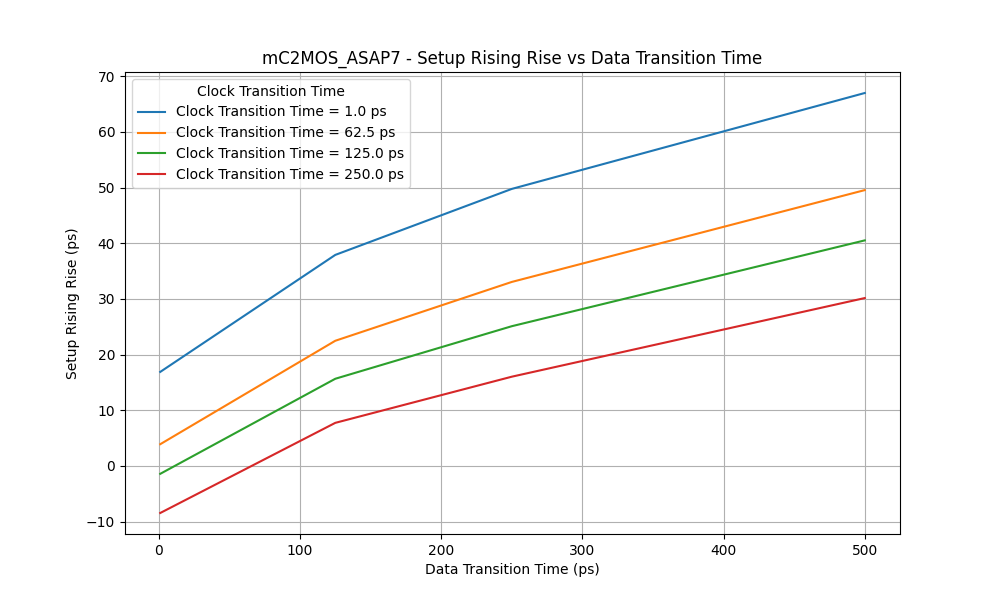 mC2MOS_ASAP7 - Setup Rising Rise vs Data Transition Time
Clock Transition Time
Clock Transition Time = 1.0 ps
Clock Transition Time = 62.5 ps
Clock Transition Time = 125.0 ps
Clock Transition Time = 250.0 ps
Setup Rising Rise (ps)
70
60
50
40
30
20
10
0
−10
0 100 200 300 400 500
Data Transition Time (ps)